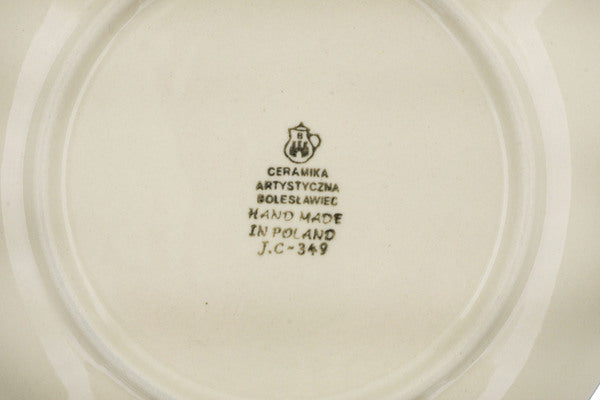 B
CERAMIKA
ARTYSTYCZNA
BOLESŁAWIEC
HAND MADE
IN POLAND
J.C-349